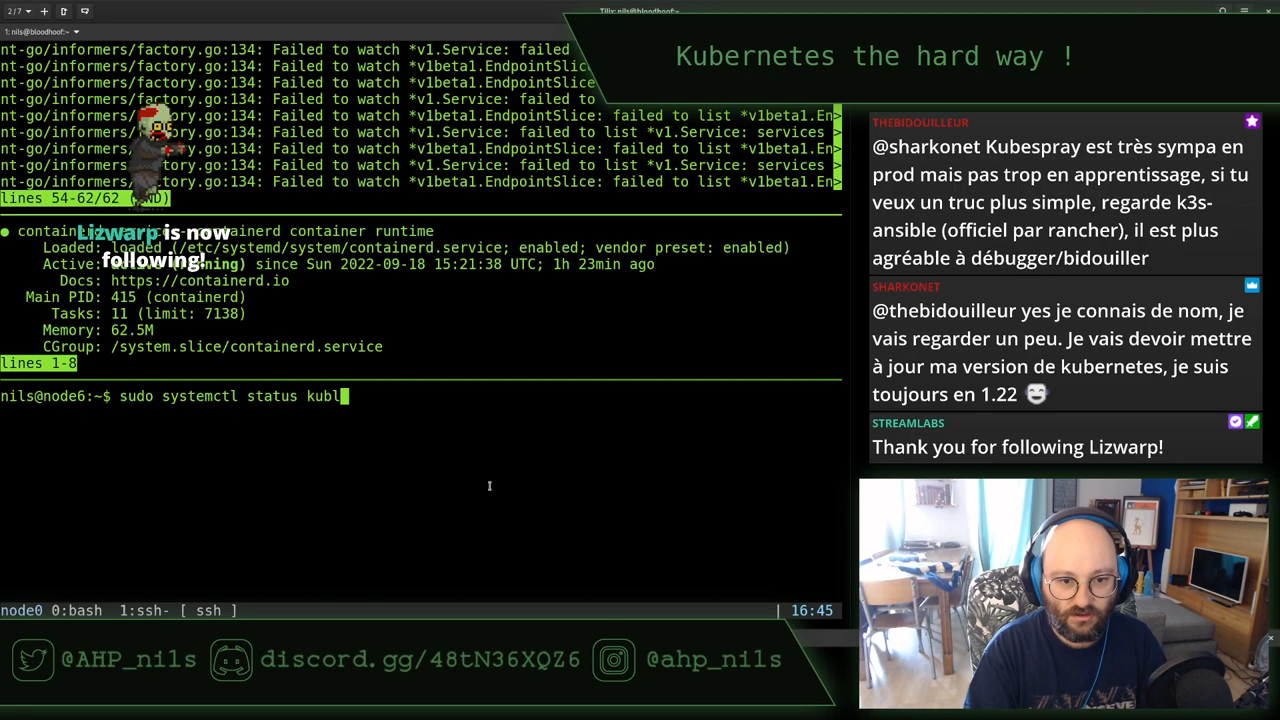 2/7
Tilix: nils@bloodhoof:~
1: nils@bloodhoof:~
nt-go/informers/factory.go:134: Failed to watch *v1.Service: failed
nt-go/informers/factory.go:134: Failed to watch *v1beta1.EndpointSlice:
nt-go/informers/factory.go:134: Failed to watch *v1beta1.EndpointSlice:
nt-go/informers/factory.go:134: Failed to watch *v1.Service: failed to
nt-go/informers/factory.go:134: Failed to watch *v1beta1.EndpointSlice: failed to list *v1beta1.En>
nt-go/informers/factory.go:134: Failed to watch *v1.Service: failed to list *v1.Service: services >
nt-go/informers/factory.go:134: Failed to watch *v1beta1.EndpointSlice: failed to list *v1beta1.En>
nt-go/informers/factory.go:134: Failed to watch *v1.Service: failed to list *v1.Service: services >
nt-go/informers/factory.go:134: Failed to watch *v1beta1.EndpointSlice: failed to list *v1beta1.En>
lines 54-62/62 (END)
Lizwarp is now
following!
● containerd.service - containerd container runtime
Loaded: loaded (/etc/systemd/system/containerd.service; enabled; vendor preset: enabled)
Active: active (running) since Sun 2022-09-18 15:21:38 UTC; 1h 23min ago
Docs: https://containerd.io
Main PID: 415 (containerd)
Tasks: 11 (limit: 7138)
Memory: 62.5M
CGroup: /system.slice/containerd.service
lines 1-8
nils@node6:~$ sudo systemctl status kubl
node0 0:bash 1:ssh- [ ssh ] | 16:45
@AHP_nils
discord.gg/48tN36XQZ6
@ahp_nils
Kubernetes the hard way !
THEBIDOUILLEUR
@sharkonet Kubespray est très sympa en
prod mais pas trop en apprentissage, si tu
veux un truc plus simple, regarde k3s-
ansible (officiel par rancher), il est plus
agréable à débugger/bidouiller
SHARKONET
@thebidouilleur yes je connais de nom, je
vais regarder un peu. Je vais devoir mettre
à jour ma version de kubernetes, je suis
toujours en 1.22
STREAMLABS
Thank you for following Lizwarp!